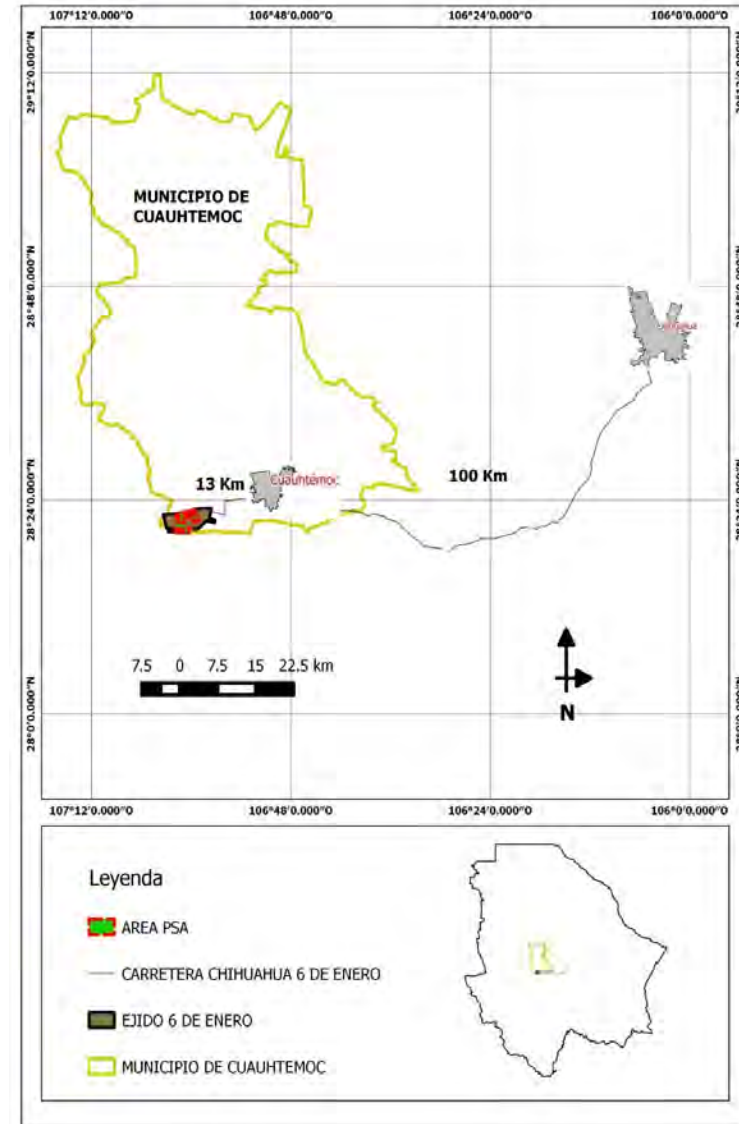 107°12'0.000"N
106°48'0.000"N
106°24'0.000"N
106°0'0.000"N
29°12'0.000"N
28°48'0.000"N
28°24'0.000"N
28°0'0.000"N
MUNICIPIO DE
CUAUHTEMOC
13 Km
Cuauhtémoc
100 Km
7.5 0 7.5 15 22.5 km
N
107°12'0.000"N
106°48'0.000"N
106°24'0.000"N
106°0'0.000"N
Leyenda
AREA PSA
CARRETERA CHIHUAHUA 6 DE ENERO
EJIDO 6 DE ENERO
MUNICIPIO DE CUAUHTEMOC